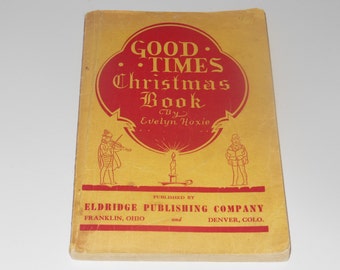 GOOD
TIMES
Christmas
Book
By
Evelyn Hoxie
PUBLISHED BY
ELDRIDGE PUBLISHING COMPANY
FRANKLIN, OHIO and DENVER, COLO.